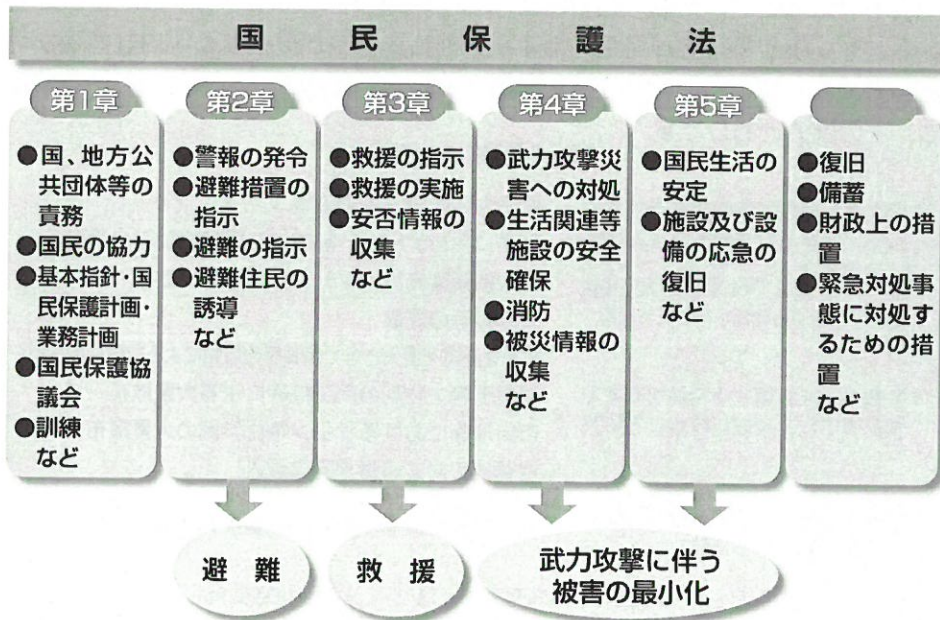 国民保護法
第1章
●国、地方公
共団体等の
責務
●国民の協力
●基本指針・国
民保護計画・
業務計画
●国民保護協
議会
●訓練
など
第2章
●警報の発令
●避難措置の
指示
●避難の指示
●避難住民の
誘導
など
第3章
●救援の指示
●救援の実施
●安否情報の
収集
など
第4章
●武力攻撃災
害への対処
●生活関連等
施設の安全
確保
●消防
●被災情報の
収集
など
第5章
●国民生活の
安定
●施設及び設
備の応急の
復旧
など
●復旧
●備蓄
●財政上の措
置
●緊急対処事
態に対処す
るための措
置
など
避難
救援
武力攻撃に伴う
被害の最小化